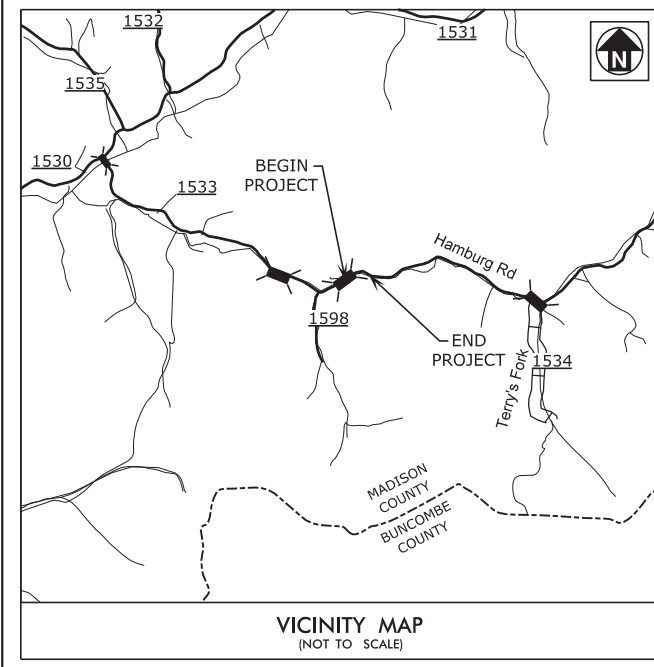 1532
1531
N
1535
1530
BEGIN
PROJECT
1533
Hamburg Rd
1598
END
PROJECT
1534
Terry's Fork
MADISON
COUNTY
BUNCOMBE
COUNTY
VICINITY MAP
(NOT TO SCALE)